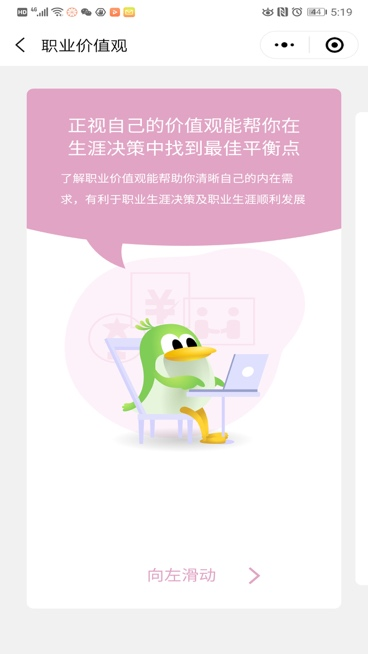 HD 46 44 5:19
职业价值观
正视自己的价值观能帮你在
生涯决策中找到最佳平衡点
了解职业价值观能帮助你清晰自己的内在需
求，有利于职业生涯决策及职业生涯顺利发展
¥
向左滑动